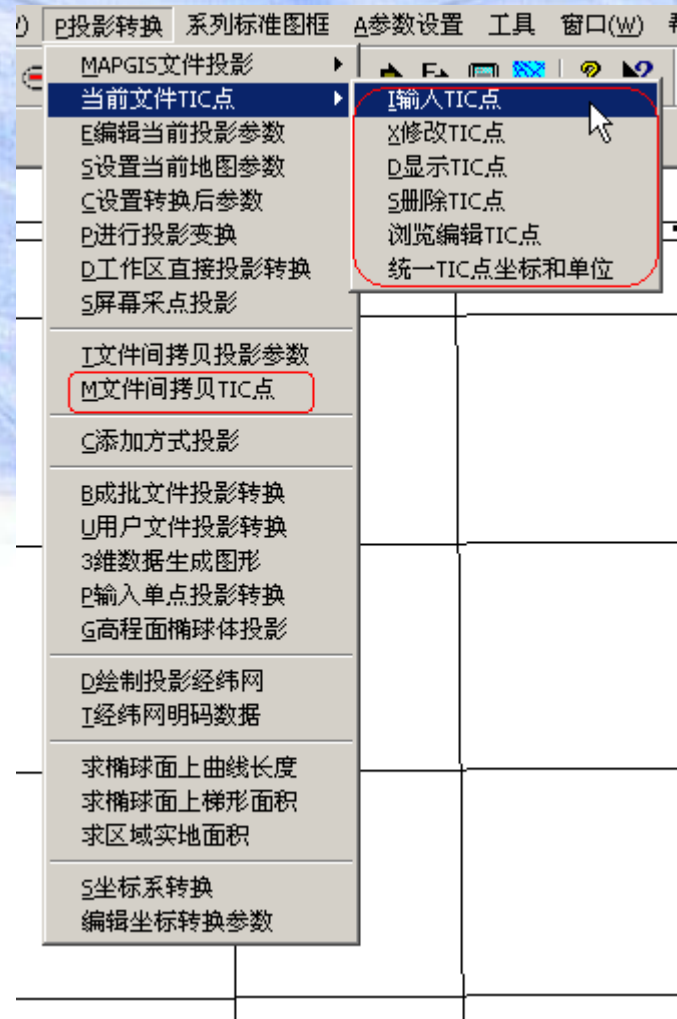 P投影转换 系列标准图框 A参数设置 工具 窗口(W)
MAPGIS文件投影
当前文件TIC点
E编辑当前投影参数
S设置当前地图参数
C设置转换后参数
P进行投影变换
D工作区直接投影转换
S屏幕采点投影
T文件间拷贝投影参数
M文件间拷贝TIC点
C添加方式投影
B成批文件投影转换
U用户文件投影转换
3维数据生成图形
P输入单点投影转换
G高程面椭球体投影
D绘制投影经纬网
T经纬网明码数据
求椭球面上曲线长度
求椭球面上梯形面积
求区域实地面积
S坐标系转换
编辑坐标转换参数
I输入TIC点
X修改TIC点
D显示TIC点
S删除TIC点
浏览编辑TIC点
统一TIC点坐标和单位